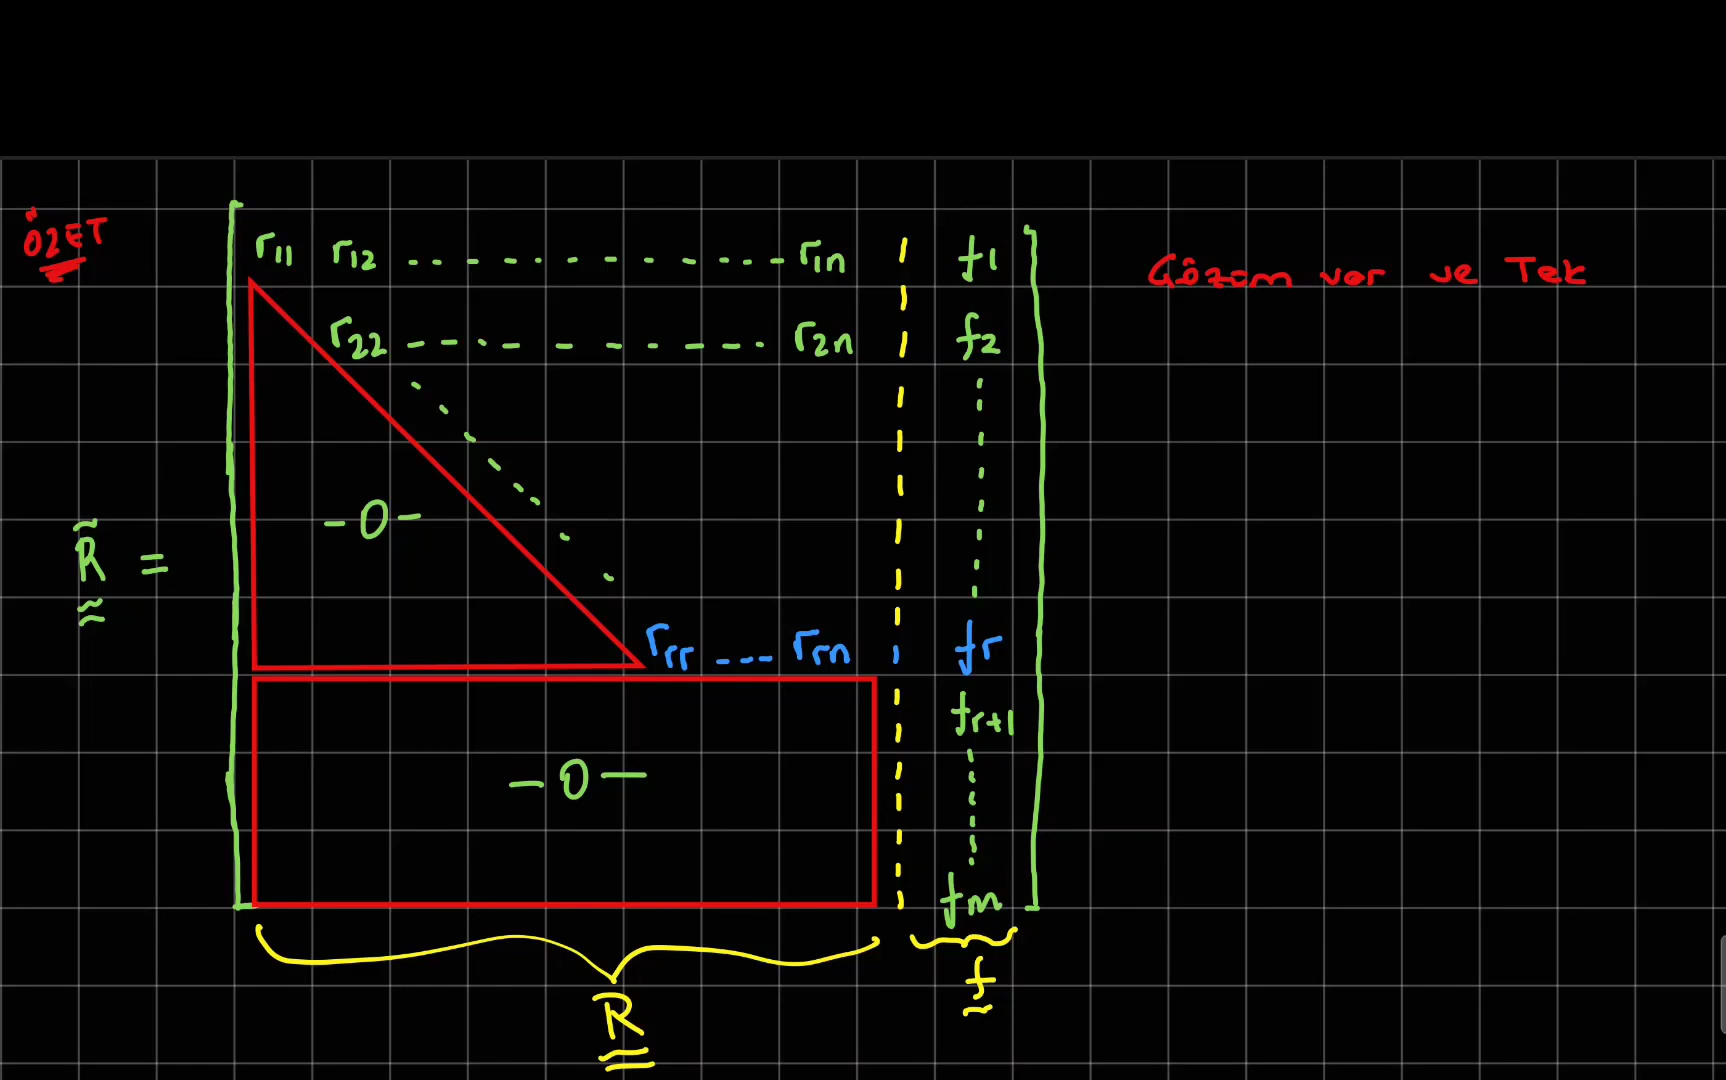 ÖZET
r11 r12 - - - - - - - - - - r1n f1
Çözüm var ve Tek
r22 - - - - - - - - - r2n f2
-0-
R̃ =
rrr ---- rrn fr
fr+1
-0-
fm
R f